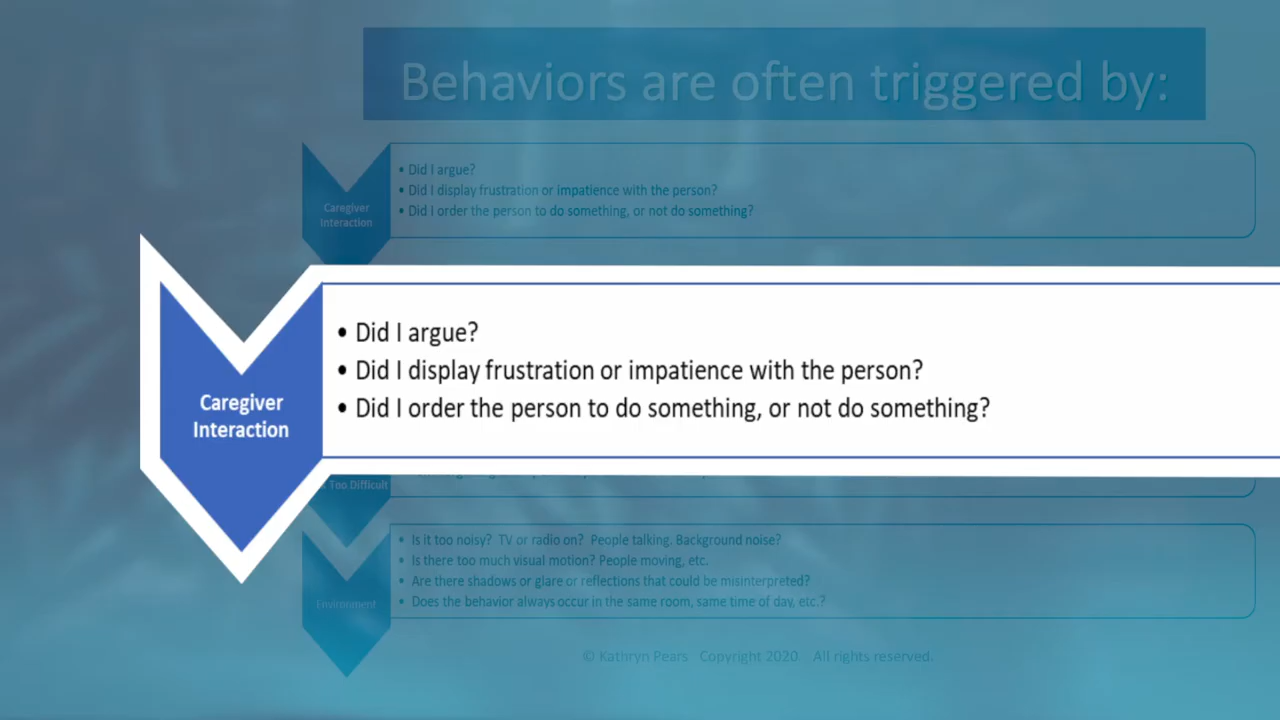 Behaviors are often triggered by:
• Did I argue?
• Did I display frustration or impatience with the person?
• Did I order the person to do something, or not do something?
Caregiver
Interaction
• Did I argue?
• Did I display frustration or impatience with the person?
• Did I order the person to do something, or not do something?
Caregiver
Interaction
Too Difficult
• Is it too noisy? TV or radio on? People talking. Background noise?
• Is there too much visual motion? People moving, etc.
• Are there shadows or glare or reflections that could be misinterpreted?
• Does the behavior always occur in the same room, same time of day, etc.?
Environment
© Kathryn Pears Copyright 2020. All rights reserved.